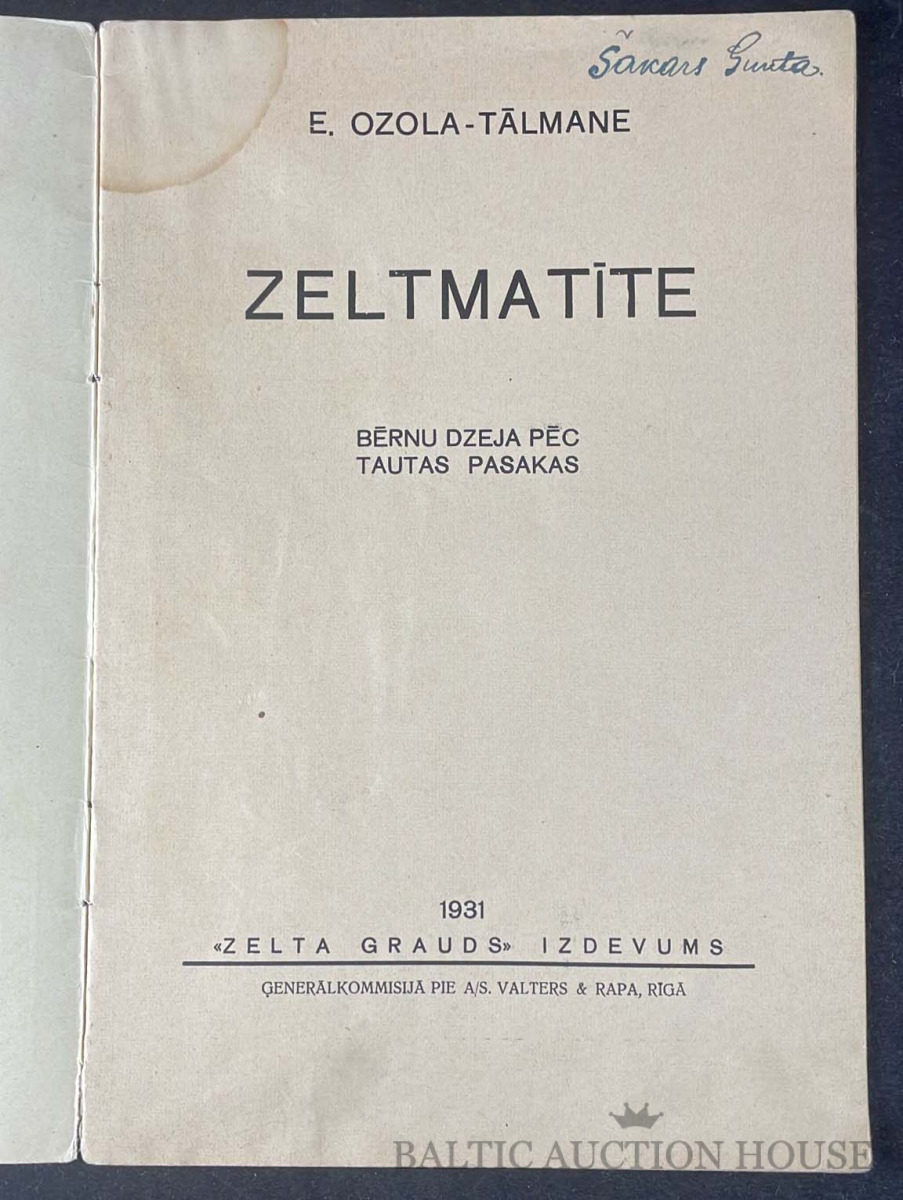 Šakars Gunta.
E. OZOLA-TĀLMANE
ZELTMATĪTE
BĒRNU DZEJA PĒC
TAUTAS PASAKAS
1931
«ZELTA GRAUDS» IZDEVUMS
ĢENERĀLKOMMISIJĀ PIE A/S. VALTERS & RAPA, RĪGĀ
BALTIC AUCTION HOUSE